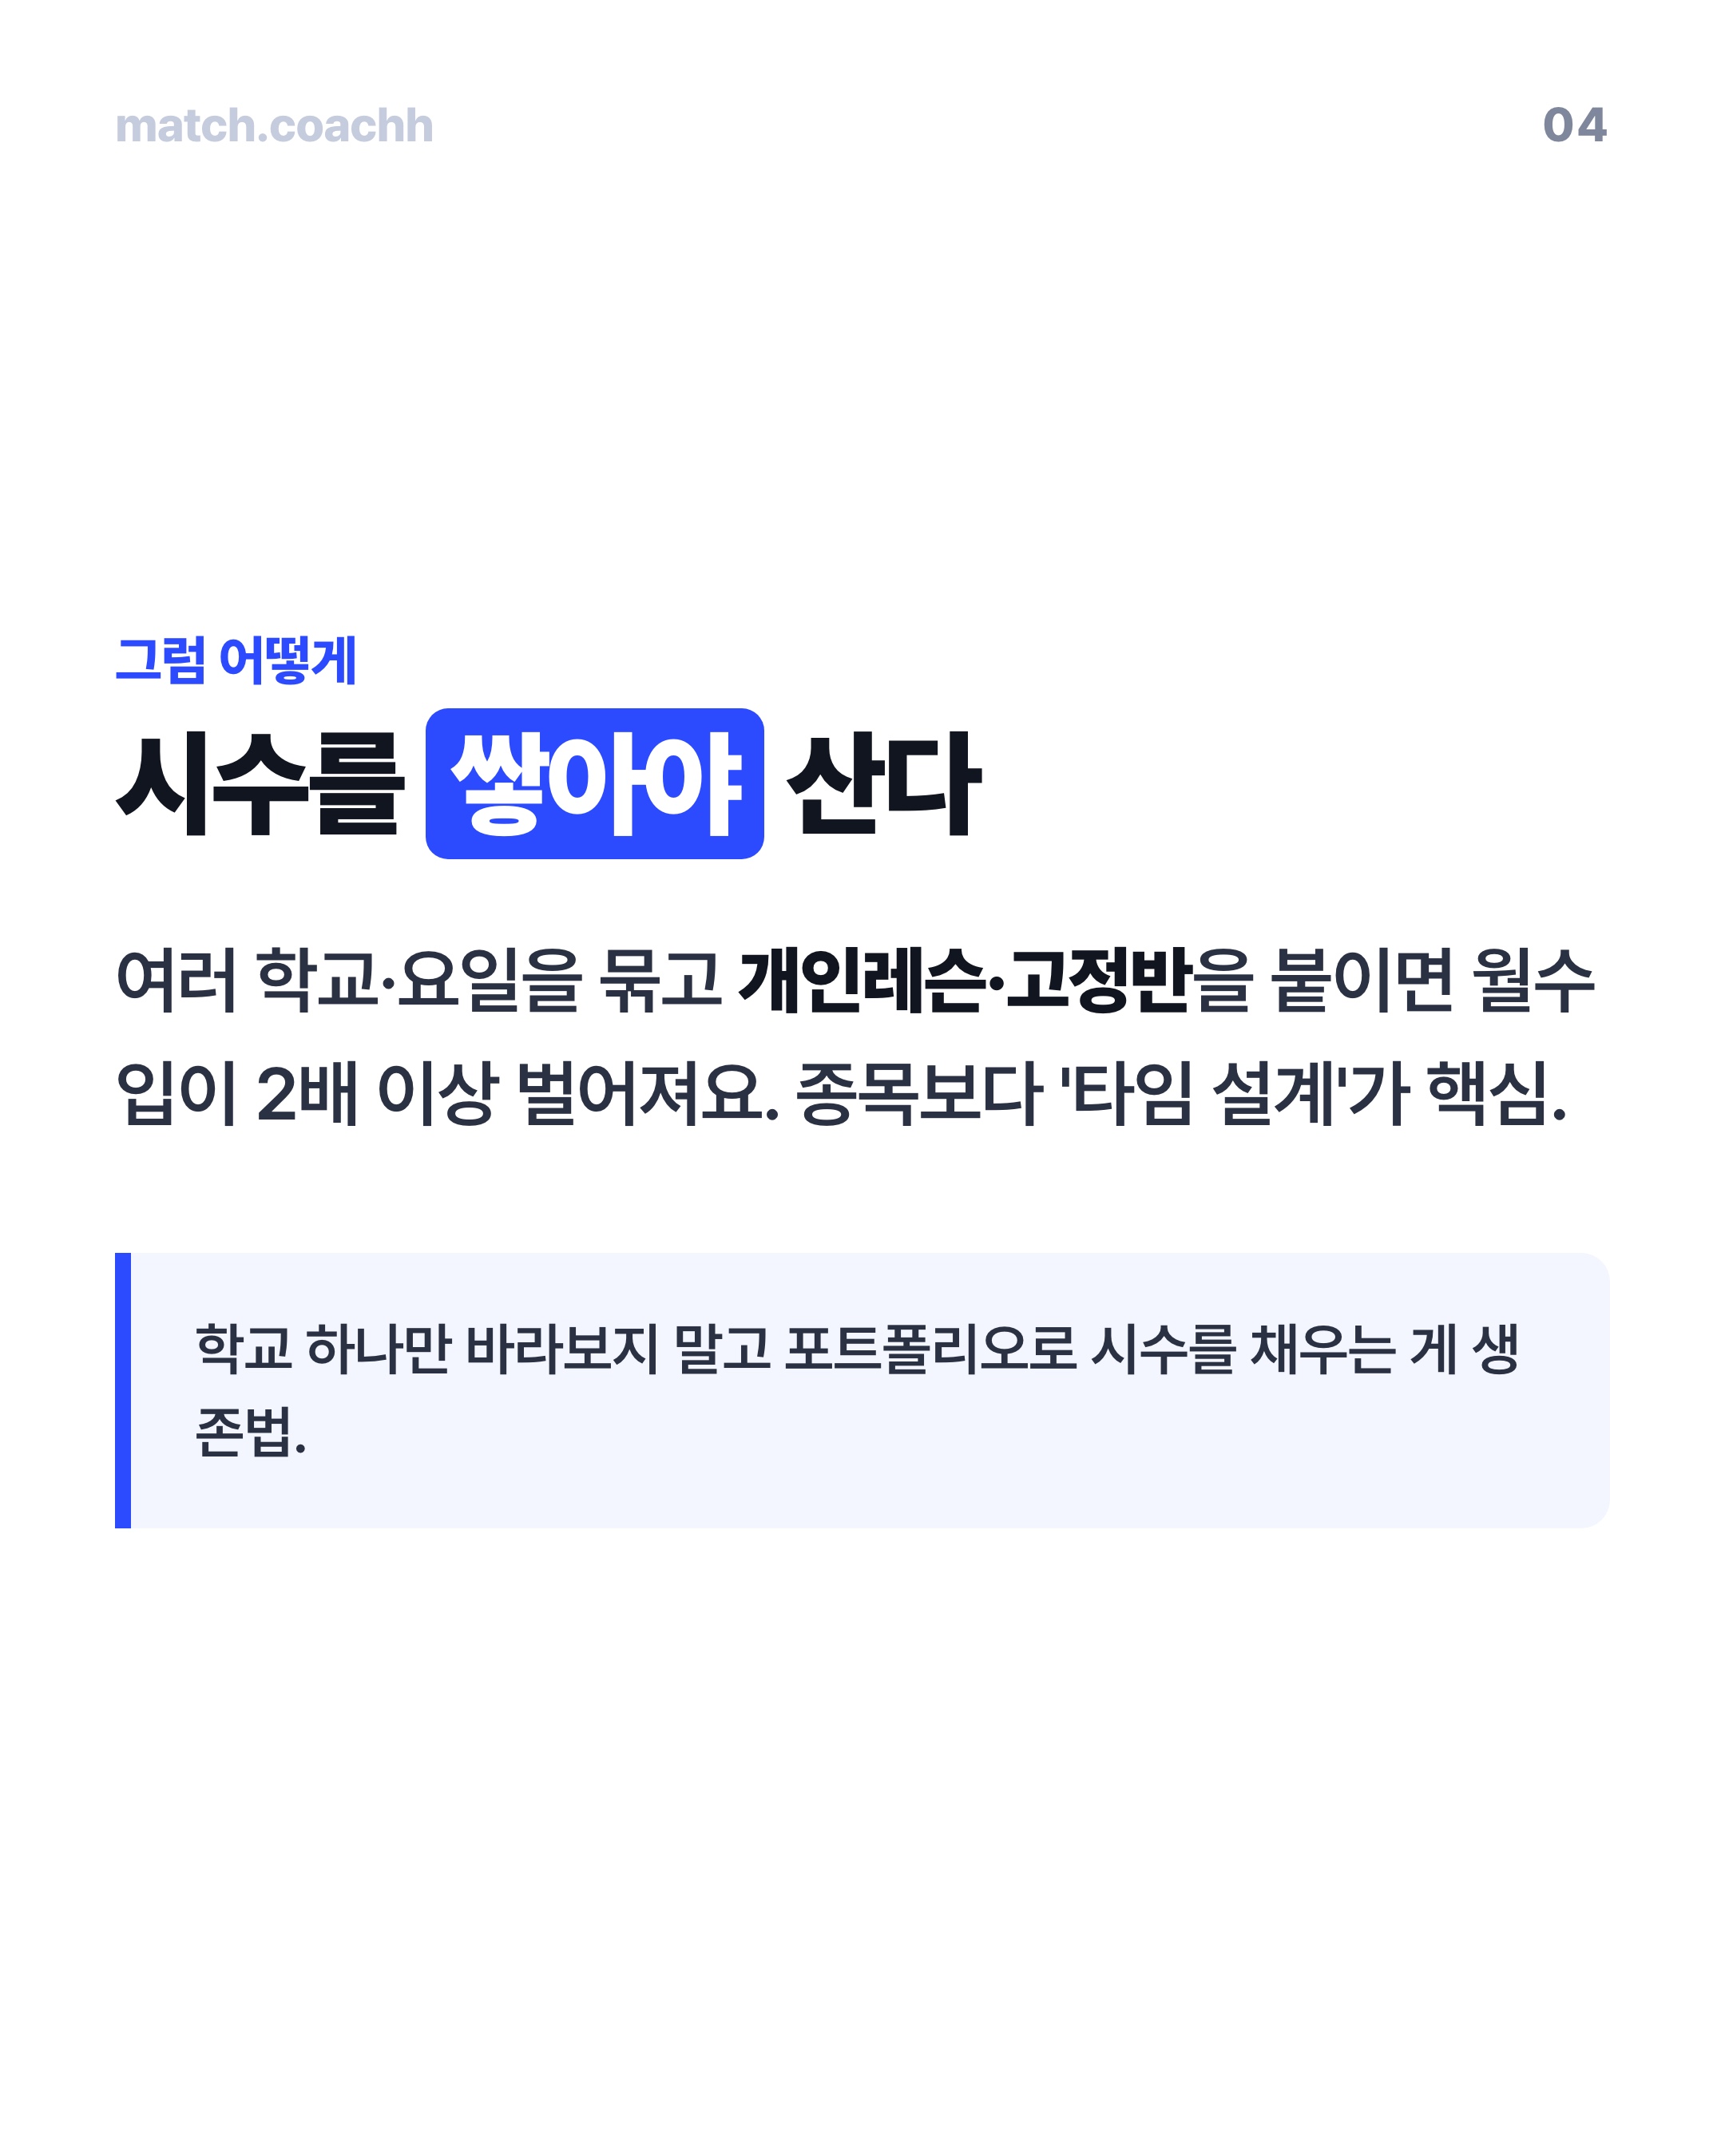 match.coachh
04
그럼 어떻게
시수를 쌓아야 산다
여러 학교·요일을 묶고 개인레슨·고정반을 붙이면 월수
입이 2배 이상 벌어져요. 종목보다 '타임 설계'가 핵심.
학교 하나만 바라보지 말고 포트폴리오로 시수를 채우는 게 생
존법.